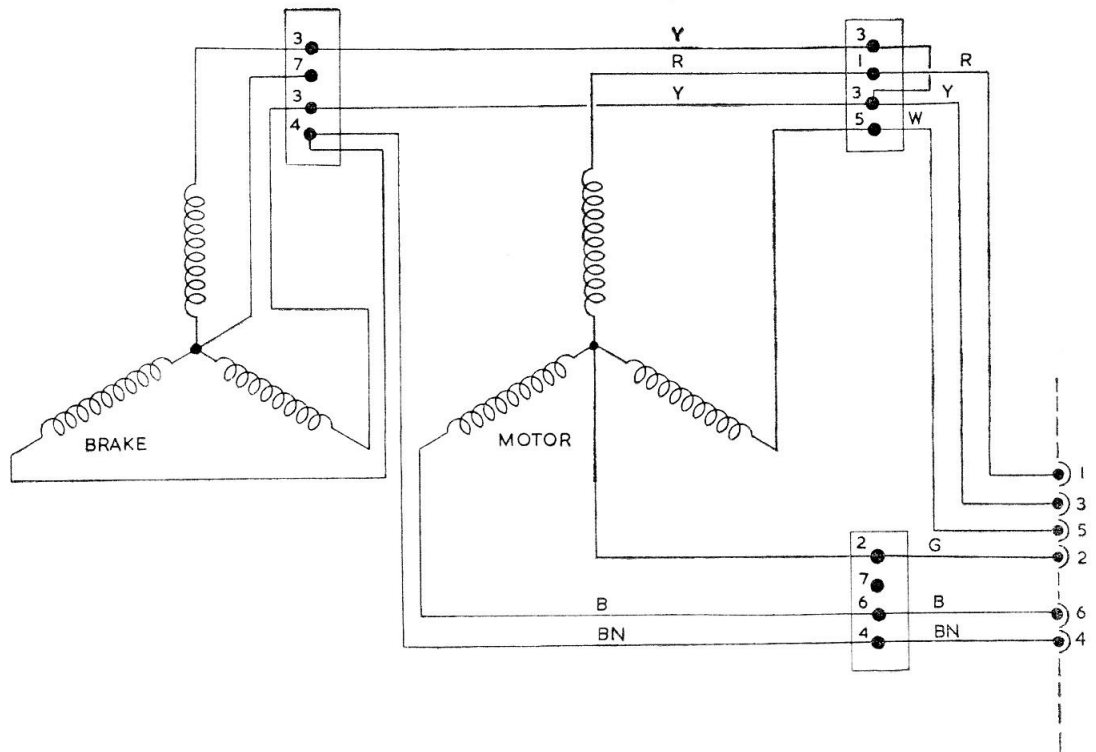 3 Y 3
7 R 1 R
3 Y 3 Y
4 5 W
BRAKE MOTOR
1
3
5
2 G 2
7
B 6 B 6
BN 4 BN 4